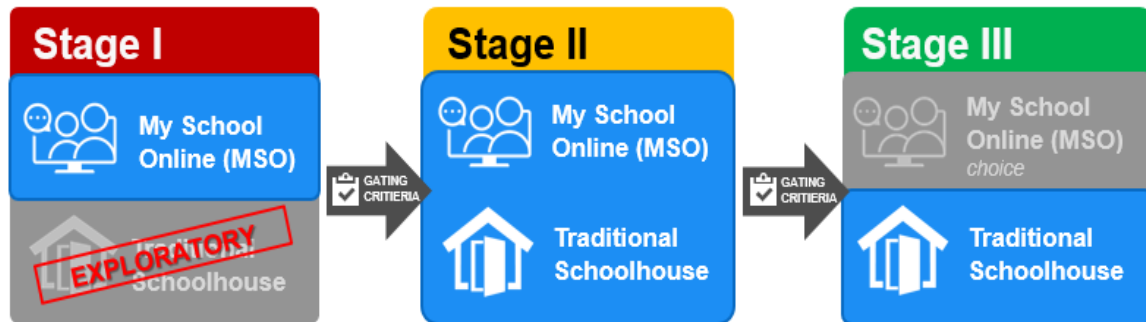 Stage I
My School
Online (MSO)
Traditional
Schoolhouse
EXPLORATORY
GATING
CRITIERIA
Stage II
My School
Online (MSO)
Traditional
Schoolhouse
GATING
CRITIERIA
Stage III
My School
Online (MSO)
choice
Traditional
Schoolhouse